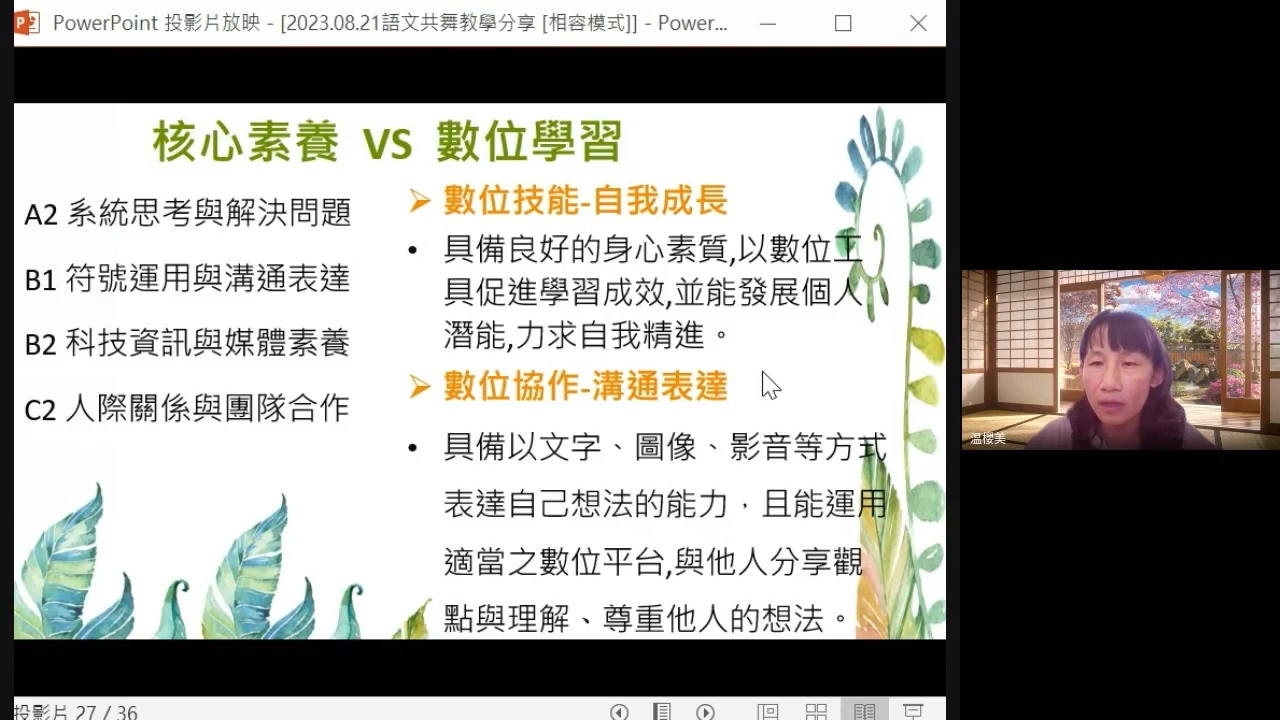 PowerPoint 投影片放映 - [2023.08.21語文共舞教學分享 [相容模式]] - Power...
核心素養 VS 數位學習
A2 系統思考與解決問題
B1 符號運用與溝通表達
B2 科技資訊與媒體素養
C2 人際關係與團隊合作
➢ 數位技能-自我成長
• 具備良好的身心素質,以數位工
具促進學習成效,並能發展個人
潛能,力求自我精進。
➢ 數位協作-溝通表達
• 具備以文字、圖像、影音等方式
表達自己想法的能力，且能運用
適當之數位平台,與他人分享觀
點與理解、尊重他人的想法。
温櫻美
投影片 27 / 36